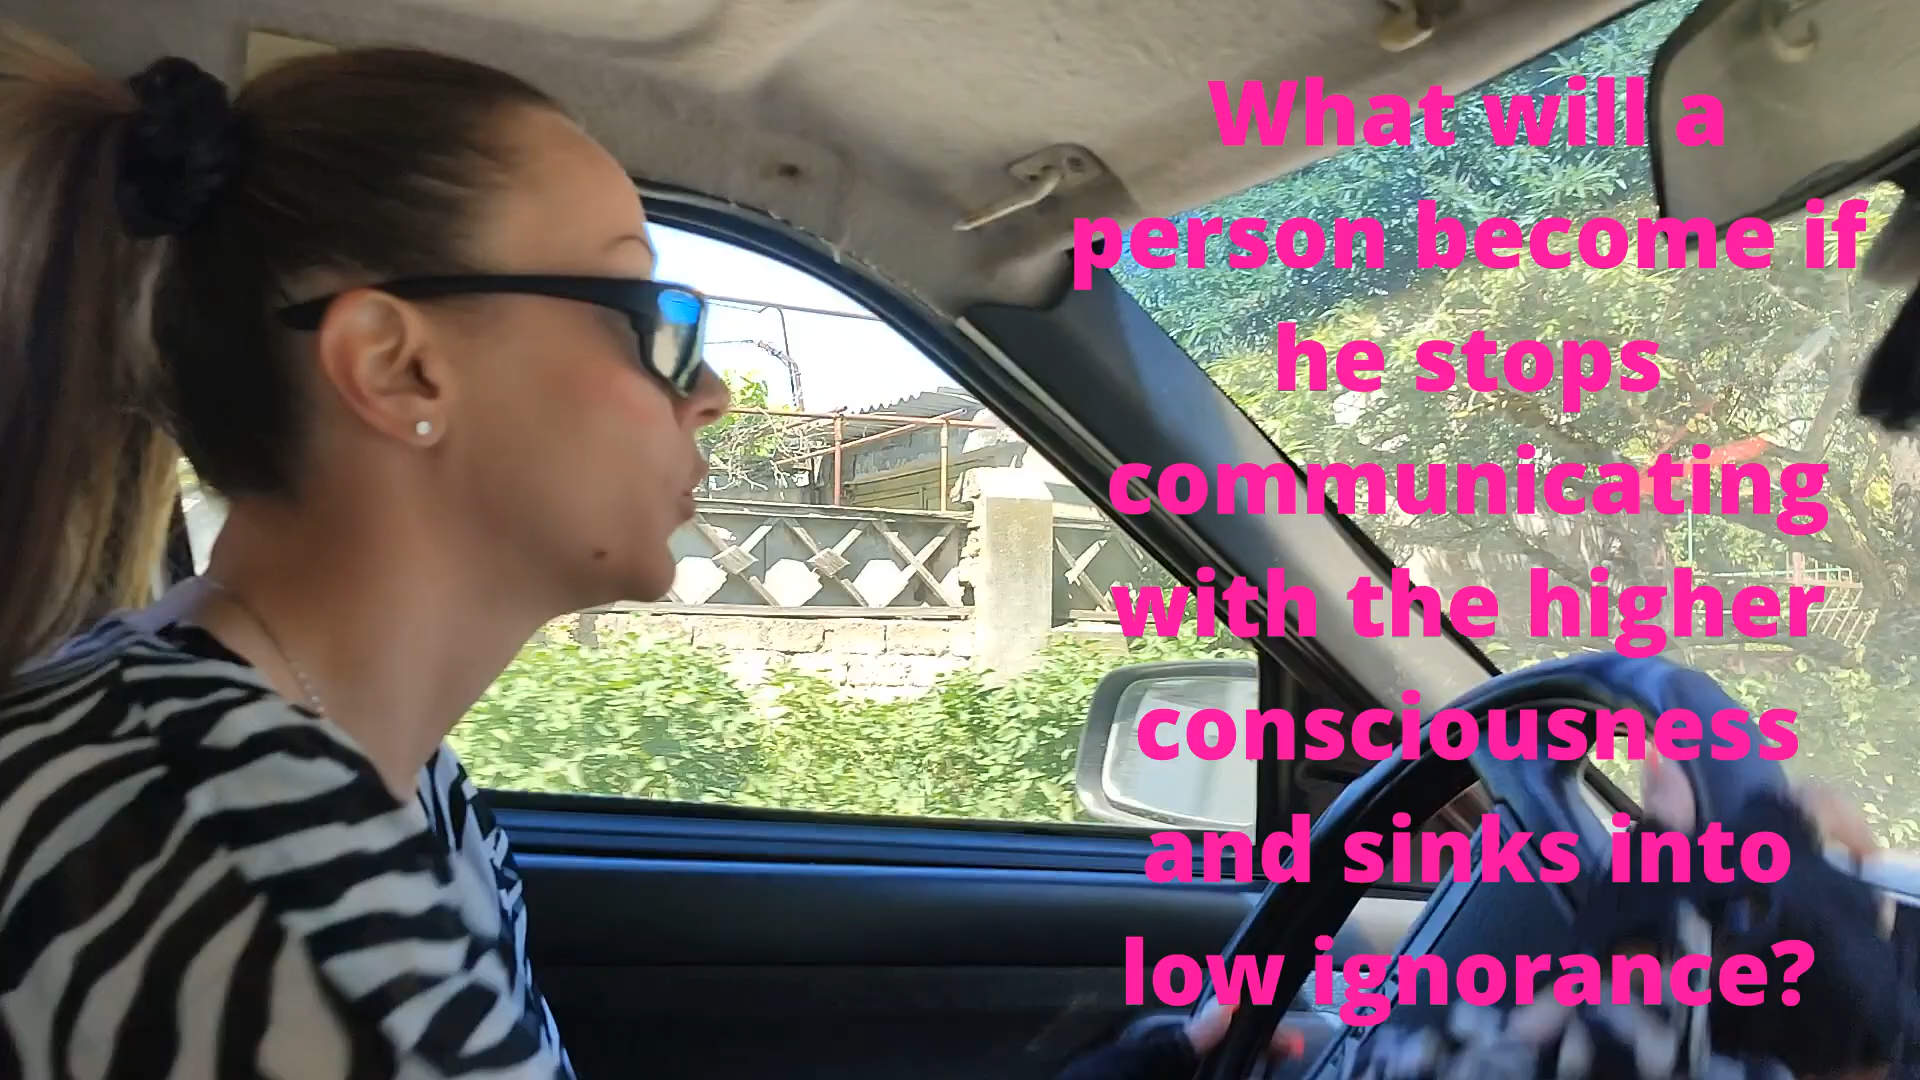 What will a
person become if
he stops
communicating
with the higher
consciousness
and sinks into
low ignorance?